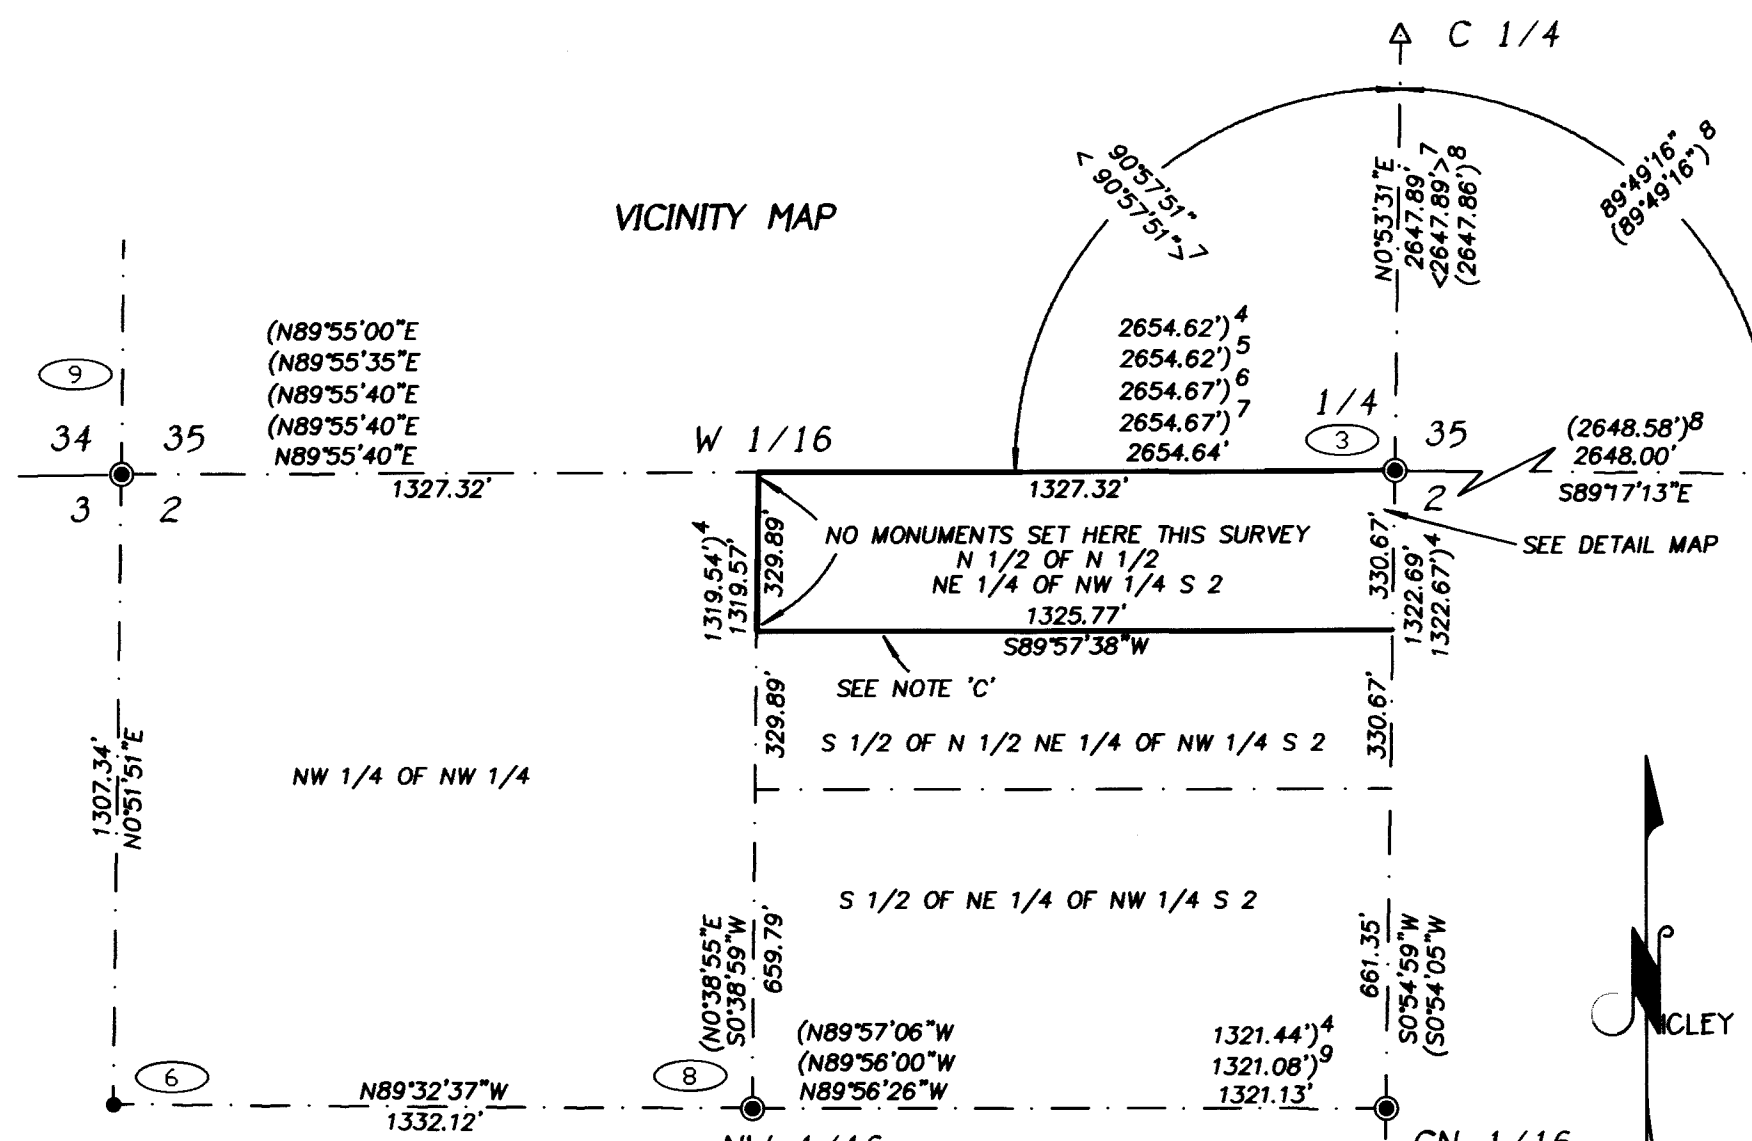 C 1/4
VICINITY MAP
90°57'51"
< 90°57'51">7
N0°53'31"E
2647.89'
<2647.89'>7
(2647.86')8
89°49'16"
(89°49'16")8
(N89°55'00"E 2654.62')4
(N89°55'35"E 2654.62')5
(N89°55'40"E 2654.67')6
(N89°55'40"E 2654.67')7
N89°55'40"E 2654.64'
9
34 35
3 2
W 1/16
1/4
3
35
2
(2648.58')8
2648.00'
S89°17'13"E
1327.32'
1327.32'
NO MONUMENTS SET HERE THIS SURVEY
N 1/2 OF N 1/2
NE 1/4 OF NW 1/4 S 2
1325.77'
S89°57'38"W
SEE DETAIL MAP
1319.54')4
1319.57'
329.89'
330.67'
1322.69'
1322.67')4
SEE NOTE 'C'
329.89'
330.67'
S 1/2 OF N 1/2 NE 1/4 OF NW 1/4 S 2
1307.34'
N0°51'51"E
NW 1/4 OF NW 1/4
S 1/2 OF NE 1/4 OF NW 1/4 S 2
(N0°38'55"E
S0°38'59"W
659.79'
661.35'
S0°54'59"W
(S0°54'05"W
(N89°57'06"W 1321.44')4
(N89°56'00"W 1321.08')9
N89°56'26"W 1321.13'
6
N89°32'37"W
1332.12'
8
NICLEY
NW 1/16
CN 1/16